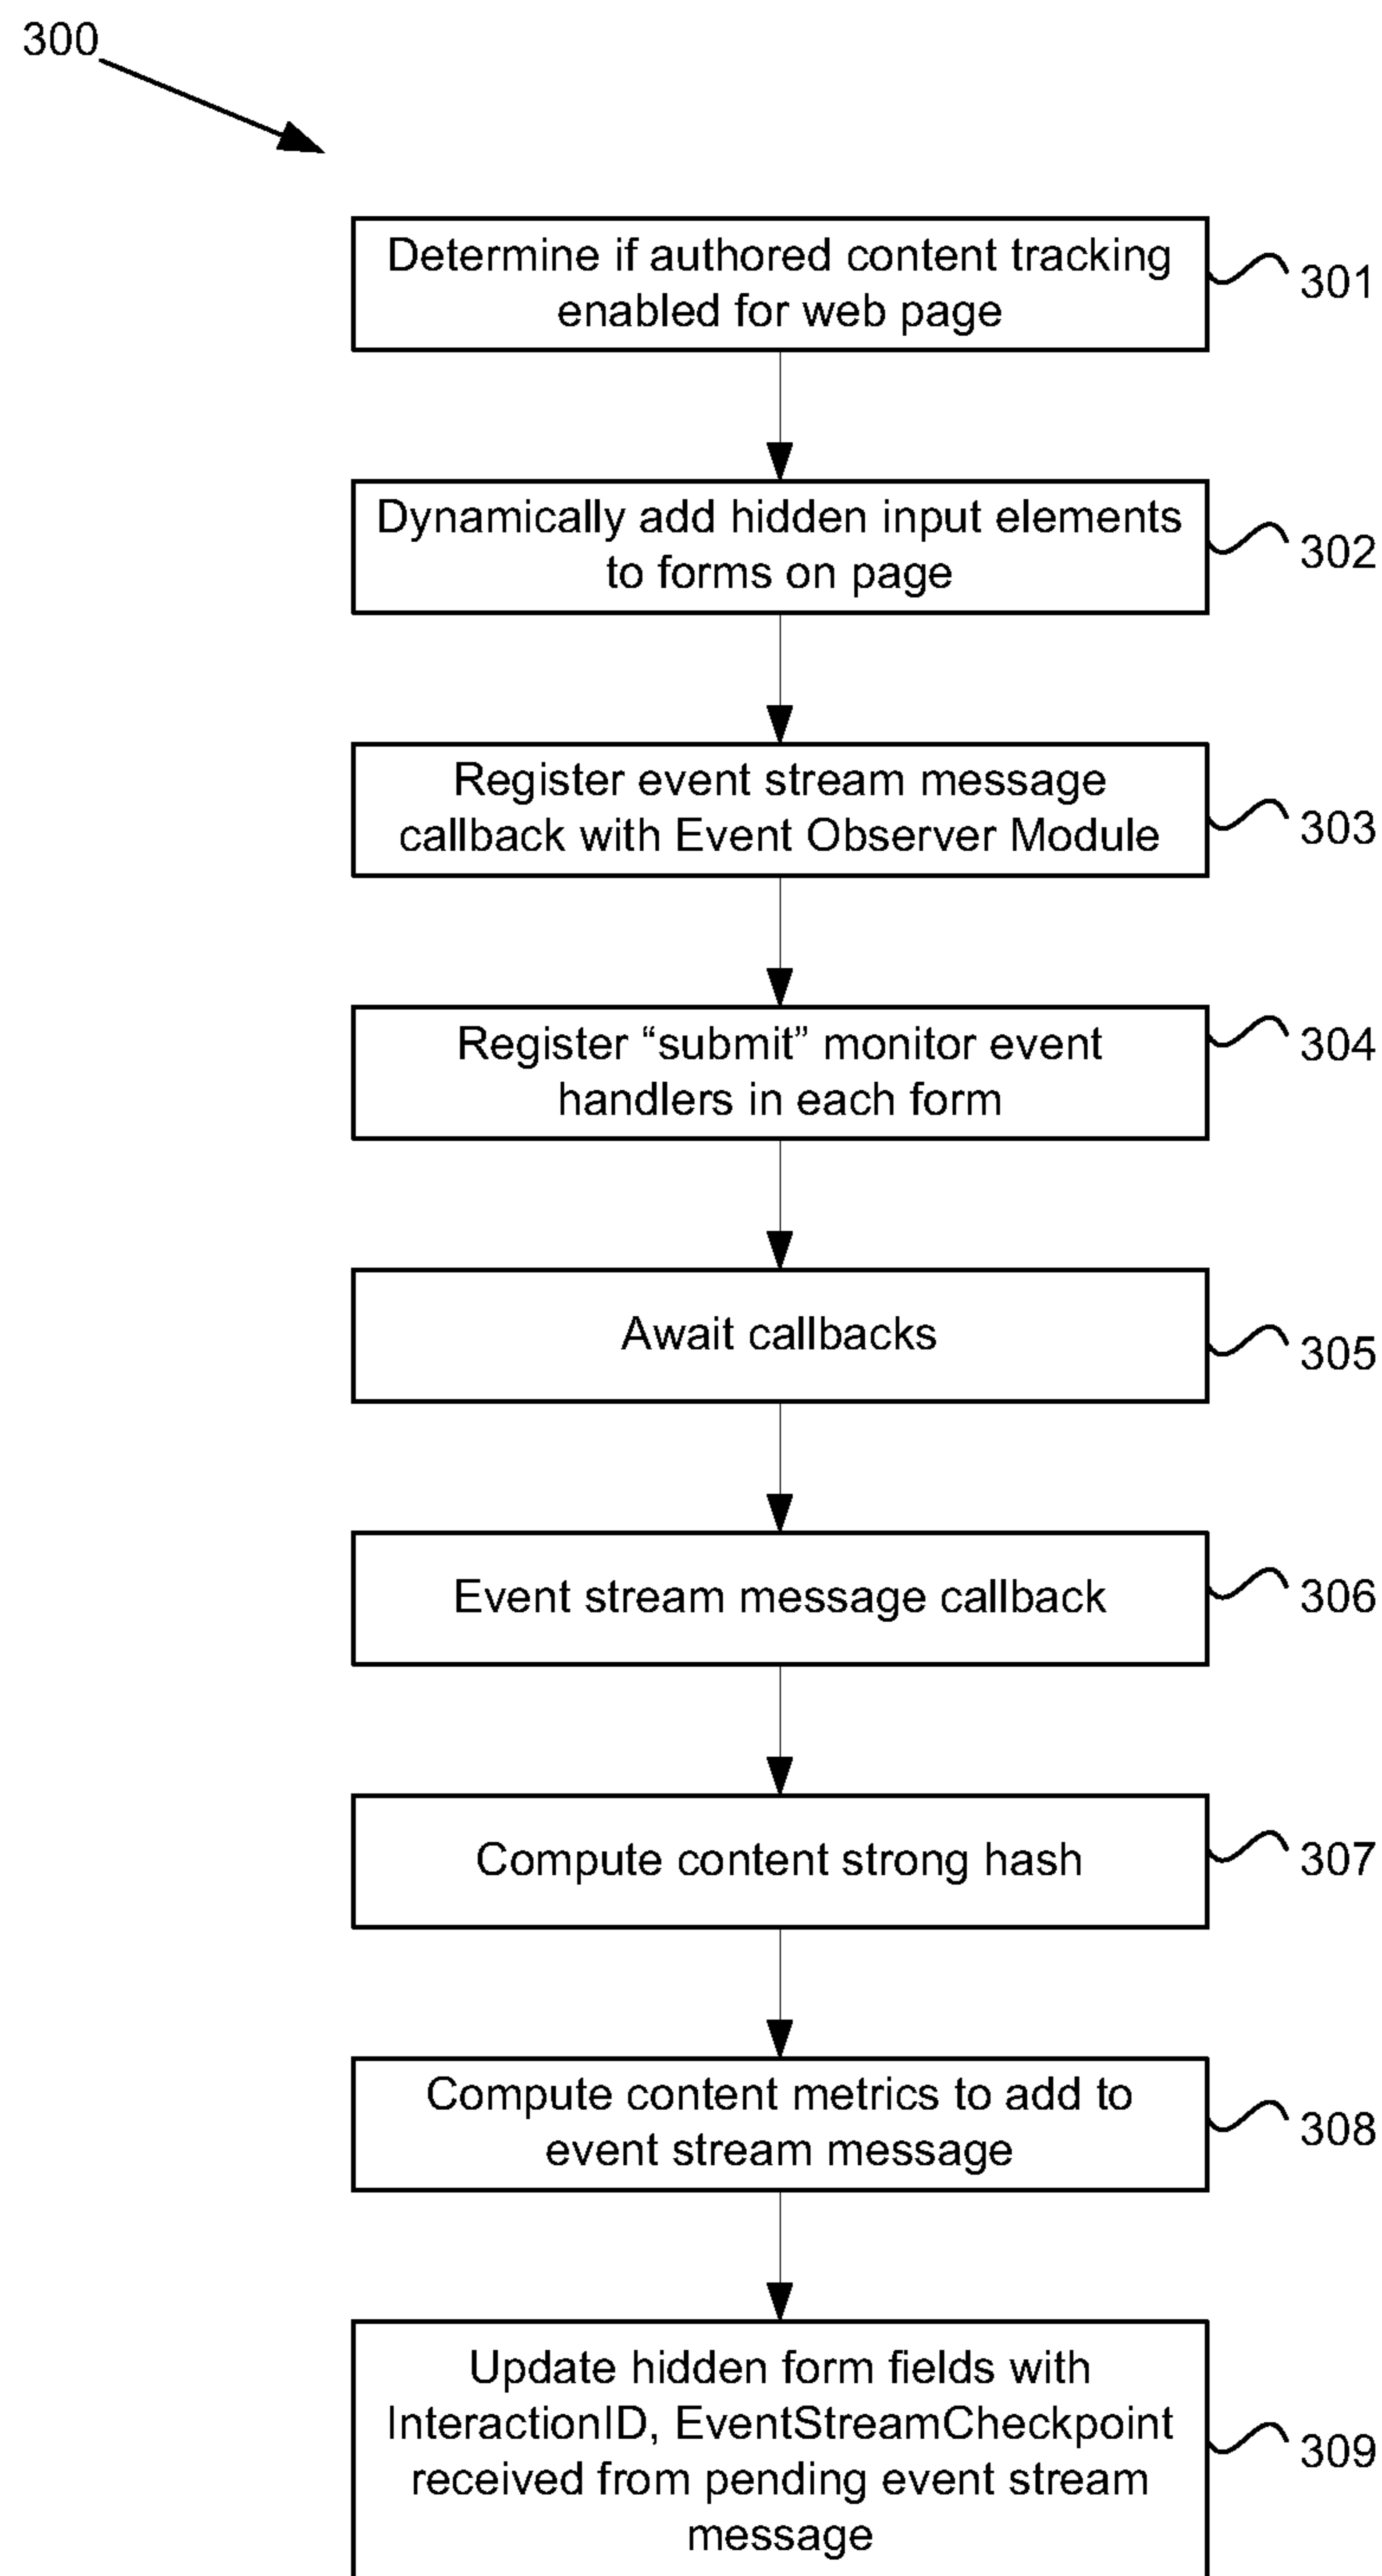 300
Determine if authored content tracking
enabled for web page
301
Dynamically add hidden input elements
to forms on page
302
Register event stream message
callback with Event Observer Module
303
Register “submit” monitor event
handlers in each form
304
Await callbacks
305
Event stream message callback
306
Compute content strong hash
307
Compute content metrics to add to
event stream message
308
Update hidden form fields with
InteractionID, EventStreamCheckpoint
received from pending event stream
message
309